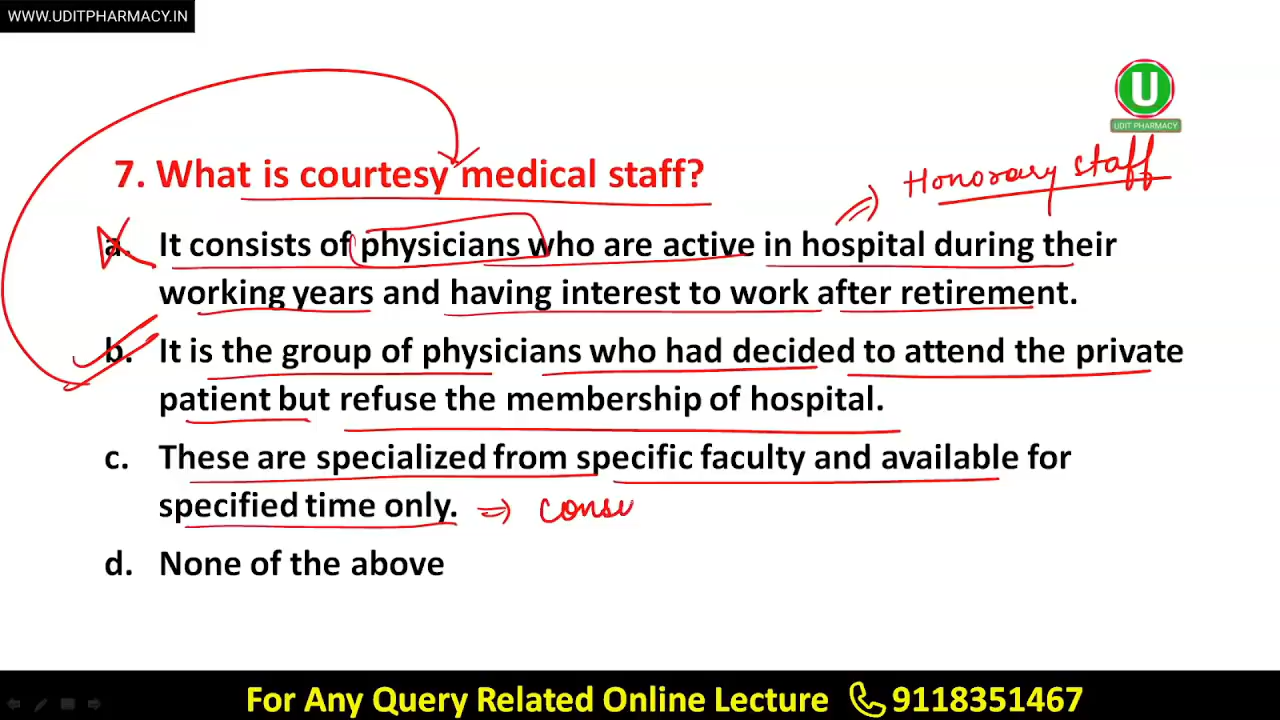 WWW.UDITPHARMACY.IN
U
UDIT PHARMACY
7. What is courtesy medical staff?
Honorary staff
a. It consists of physicians who are active in hospital during their
working years and having interest to work after retirement.
b. It is the group of physicians who had decided to attend the private
patient but refuse the membership of hospital.
c. These are specialized from specific faculty and available for
specified time only. ⇒ consu
d. None of the above
For Any Query Related Online Lecture 9118351467